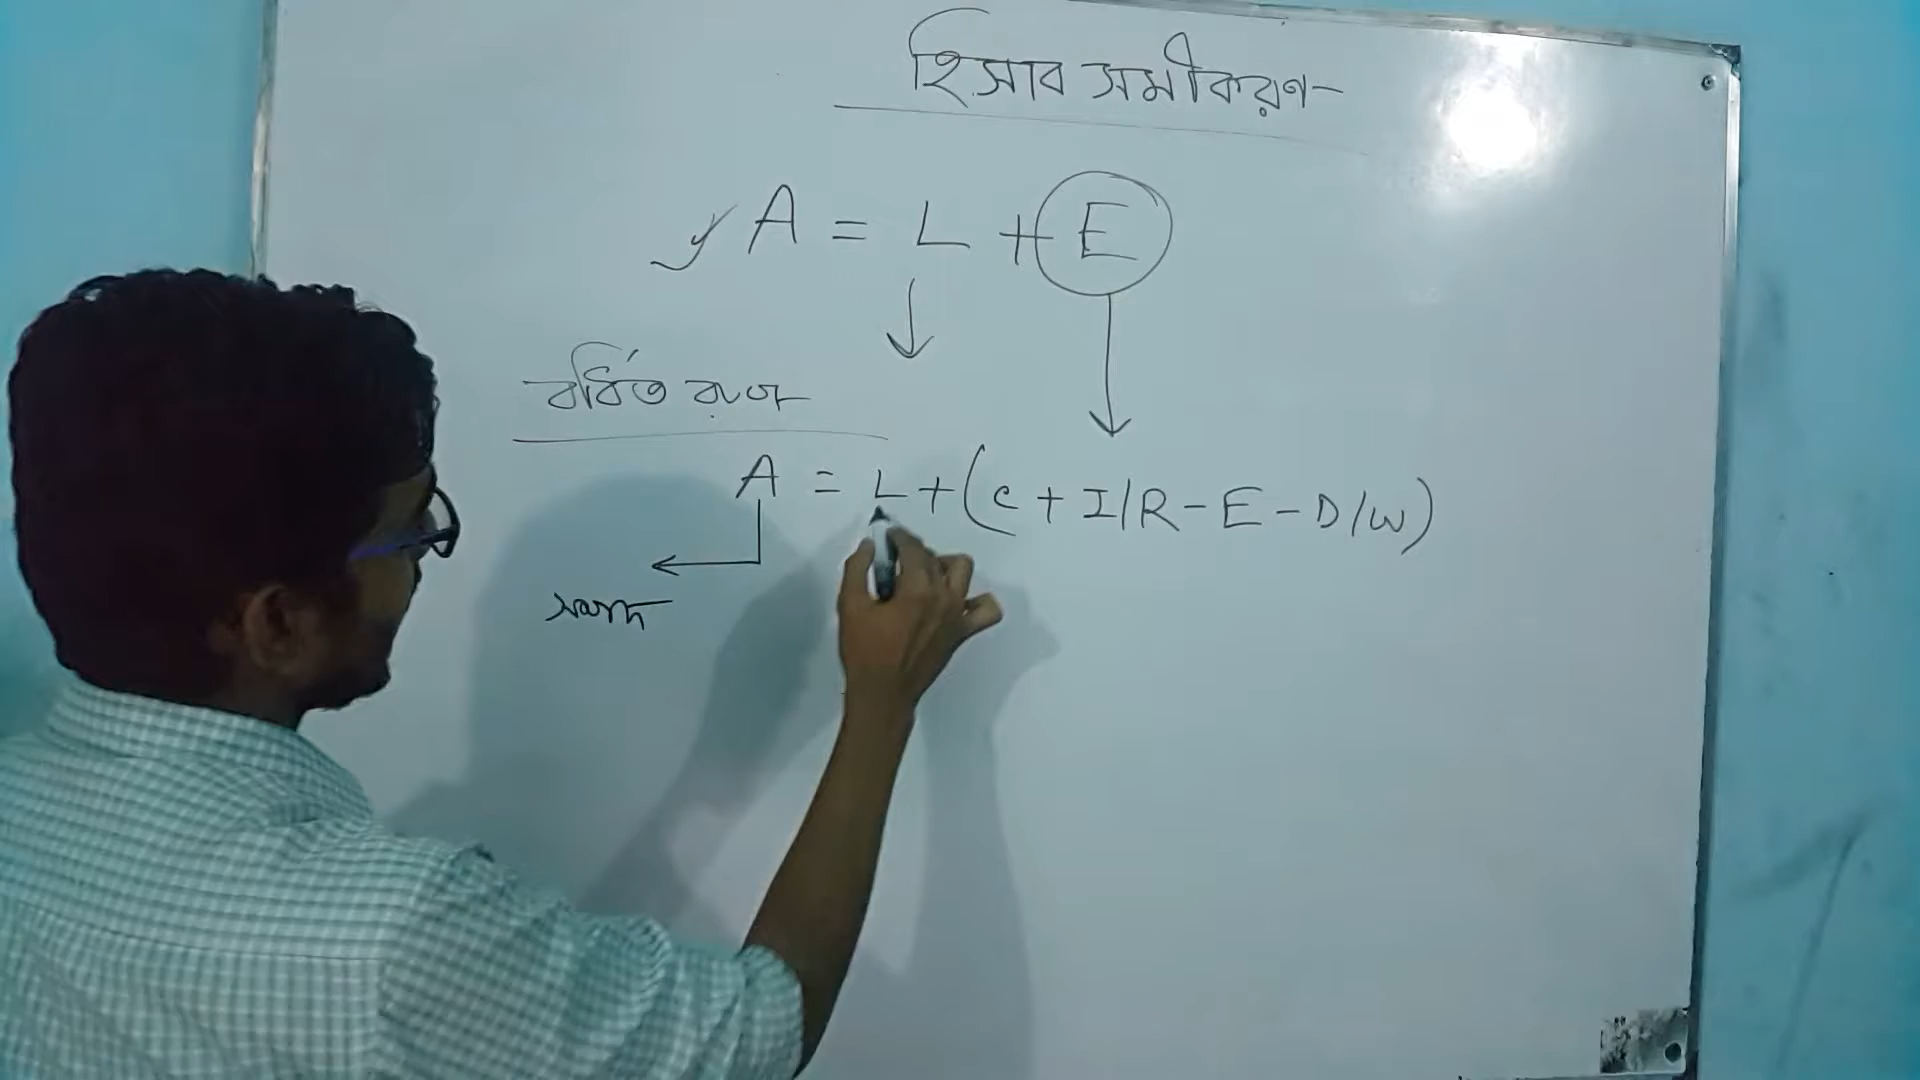 হিসাব সমীকরণ-
A = L + E
বর্ধিত রূপ
A = L + (C + I/R - E - D/W)
সম্পদ